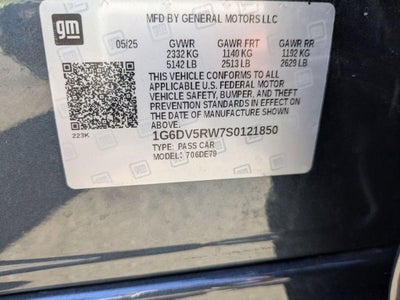 gm
MFD BY GENERAL MOTORS LLC
05/25 GVWR GAWR FRT GAWR RR
2332 KG 1140 KG 1192 KG
5142 LB 2513 LB 2629 LB
THIS VEHICLE CONFORMS TO ALL
APPLICABLE U.S. FEDERAL MOTOR
VEHICLE SAFETY, BUMPER, AND THEFT
PREVENTION STANDARDS IN EFFECT ON
THE DATE OF MANUFACTURE SHOWN
ABOVE.
223K
1G6DV5RW7S0121850
TYPE: PASS CAR
MODEL: 706DE79